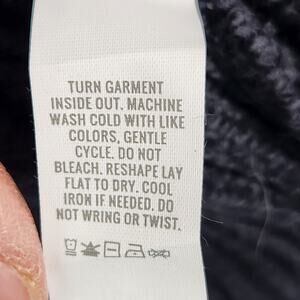 TURN GARMENT
INSIDE OUT. MACHINE
WASH COLD WITH LIKE
COLORS, GENTLE
CYCLE. DO NOT
BLEACH. RESHAPE LAY
FLAT TO DRY. COOL
IRON IF NEEDED. DO
NOT WRING OR TWIST.